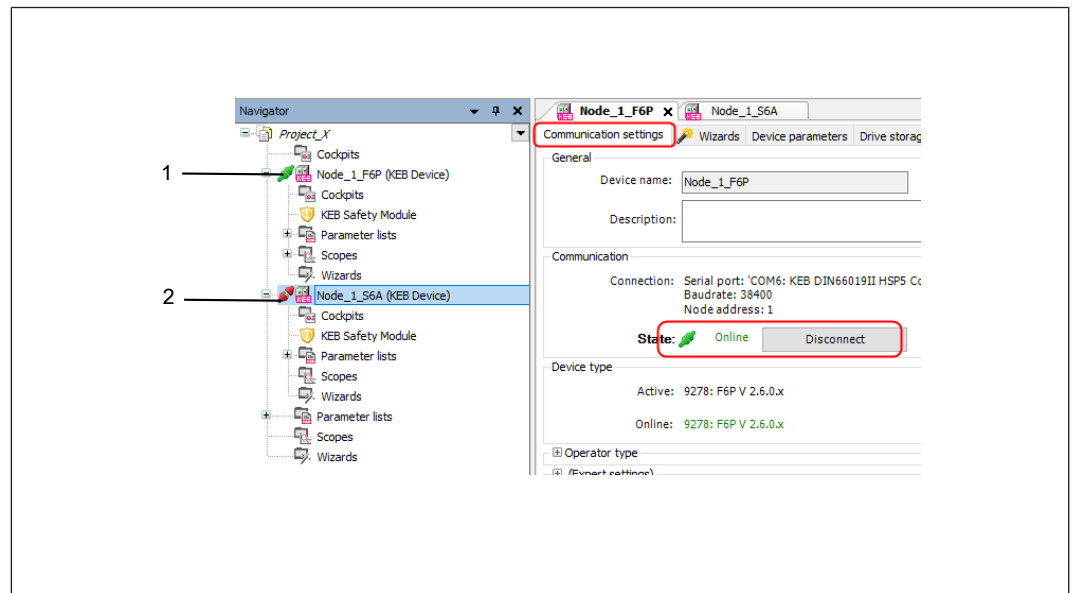 Navigator
Project_X
Cockpits
1
Node_1_F6P (KEB Device)
Cockpits
KEB Safety Module
Parameter lists
Scopes
Wizards
2
Node_1_S6A (KEB Device)
Cockpits
KEB Safety Module
Parameter lists
Scopes
Wizards
Parameter lists
Scopes
Wizards
Node_1_F6P
Node_1_S6A
Communication settings
Wizards
Device parameters
Drive storag
General
Device name: Node_1_F6P
Description:
Communication
Connection: Serial port: 'COM6: KEB DIN66019II HSP5 Co
Baudrate: 38400
Node address: 1
State: Online Disconnect
Device type
Active: 9278: F6P V 2.6.0.x
Online: 9278: F6P V 2.6.0.x
Operator type
(Expert settings)